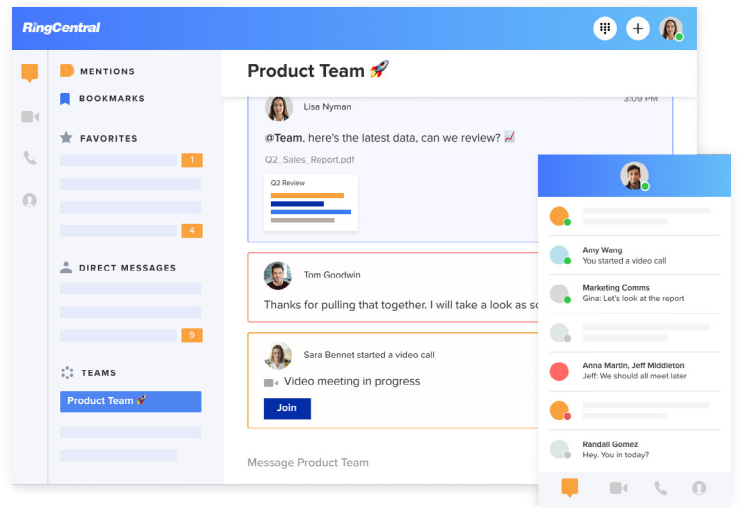 RingCentral
MENTIONS
BOOKMARKS
FAVORITES
1
4
DIRECT MESSAGES
9
TEAMS
Product Team 🚀
Product Team 🚀
Lisa Nyman
3:09 PM
@Team, here's the latest data, can we review? 📈
Q2_Sales_Report.pdf
Q2 Review
Tom Goodwin
Thanks for pulling that together. I will take a look as
Sara Bennet started a video call
Video meeting in progress
Join
Message Product Team
Amy Wang
You started a video call
Marketing Comms
Gina: Let's look at the report
Anna Martin, Jeff Middleton
Jeff: We should all meet later
Randall Gomez
Hey. You in today?